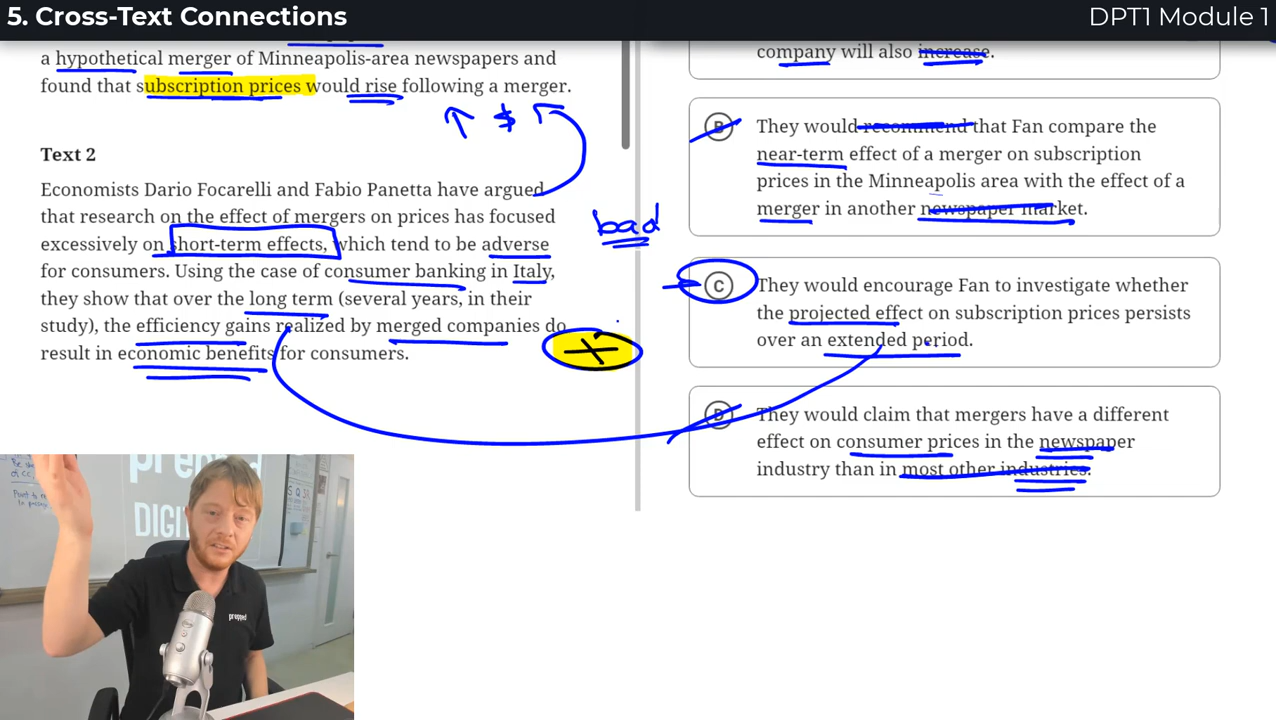 5. Cross-Text Connections
DPT1 Module 1
a hypothetical merger of Minneapolis-area newspapers and
found that subscription prices would rise following a merger.
↑ $
Text 2
Economists Dario Focarelli and Fabio Panetta have argued
that research on the effect of mergers on prices has focused
excessively on short-term effects, which tend to be adverse
for consumers. Using the case of consumer banking in Italy,
they show that over the long term (several years, in their
study), the efficiency gains realized by merged companies do
result in economic benefits for consumers.
bad
+
company will also increase.
B
They would recommend that Fan compare the
near-term effect of a merger on subscription
prices in the Minneapolis area with the effect of a
merger in another newspaper market.
C
They would encourage Fan to investigate whether
the projected effect on subscription prices persists
over an extended period.
D
They would claim that mergers have a different
effect on consumer prices in the newspaper
industry than in most other industries.
prepped
DIGI
prepped